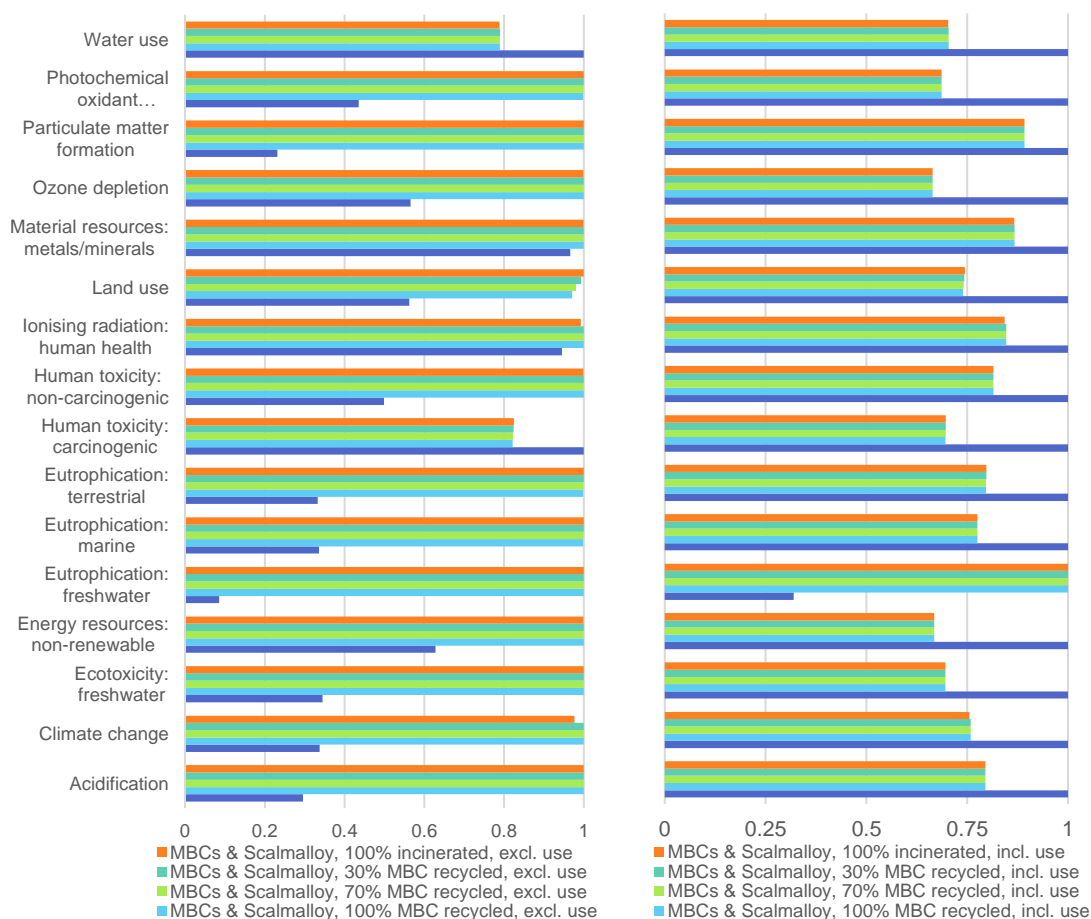 Water use
Photochemical
oxidant…
Particulate matter
formation
Ozone depletion
Material resources:
metals/minerals
Land use
Ionising radiation:
human health
Human toxicity:
non-carcinogenic
Human toxicity:
carcinogenic
Eutrophication:
terrestrial
Eutrophication:
marine
Eutrophication:
freshwater
Energy resources:
non-renewable
Ecotoxicity:
freshwater
Climate change
Acidification
0 0.2 0.4 0.6 0.8 1
MBCs & Scalmalloy, 100% incinerated, excl. use
MBCs & Scalmalloy, 30% MBC recycled, excl. use
MBCs & Scalmalloy, 70% MBC recycled, excl. use
MBCs & Scalmalloy, 100% MBC recycled, excl. use
0 0.25 0.5 0.75 1
MBCs & Scalmalloy, 100% incinerated, incl. use
MBCs & Scalmalloy, 30% MBC recycled, incl. use
MBCs & Scalmalloy, 70% MBC recycled, incl. use
MBCs & Scalmalloy, 100% MBC recycled, incl. use